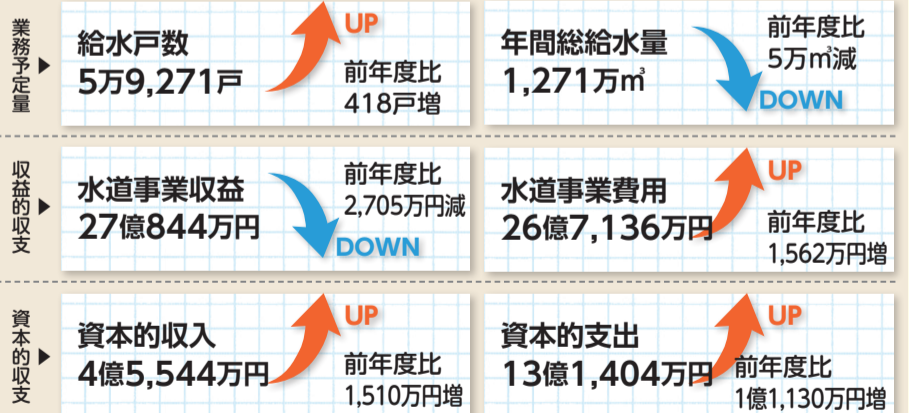 業務予定量▶
給水戸数
5万9,271戸
UP
前年度比
418戸増
年間総給水量
1,271万㎥
前年度比
5万㎥減
DOWN
収益的収支▶
水道事業収益
27億844万円
前年度比
2,705万円減
DOWN
水道事業費用
26億7,136万円
UP
前年度比
1,562万円増
資本的収支▶
資本的収入
4億5,544万円
UP
前年度比
1,510万円増
資本的支出
13億1,404万円
UP
前年度比
1億1,130万円増